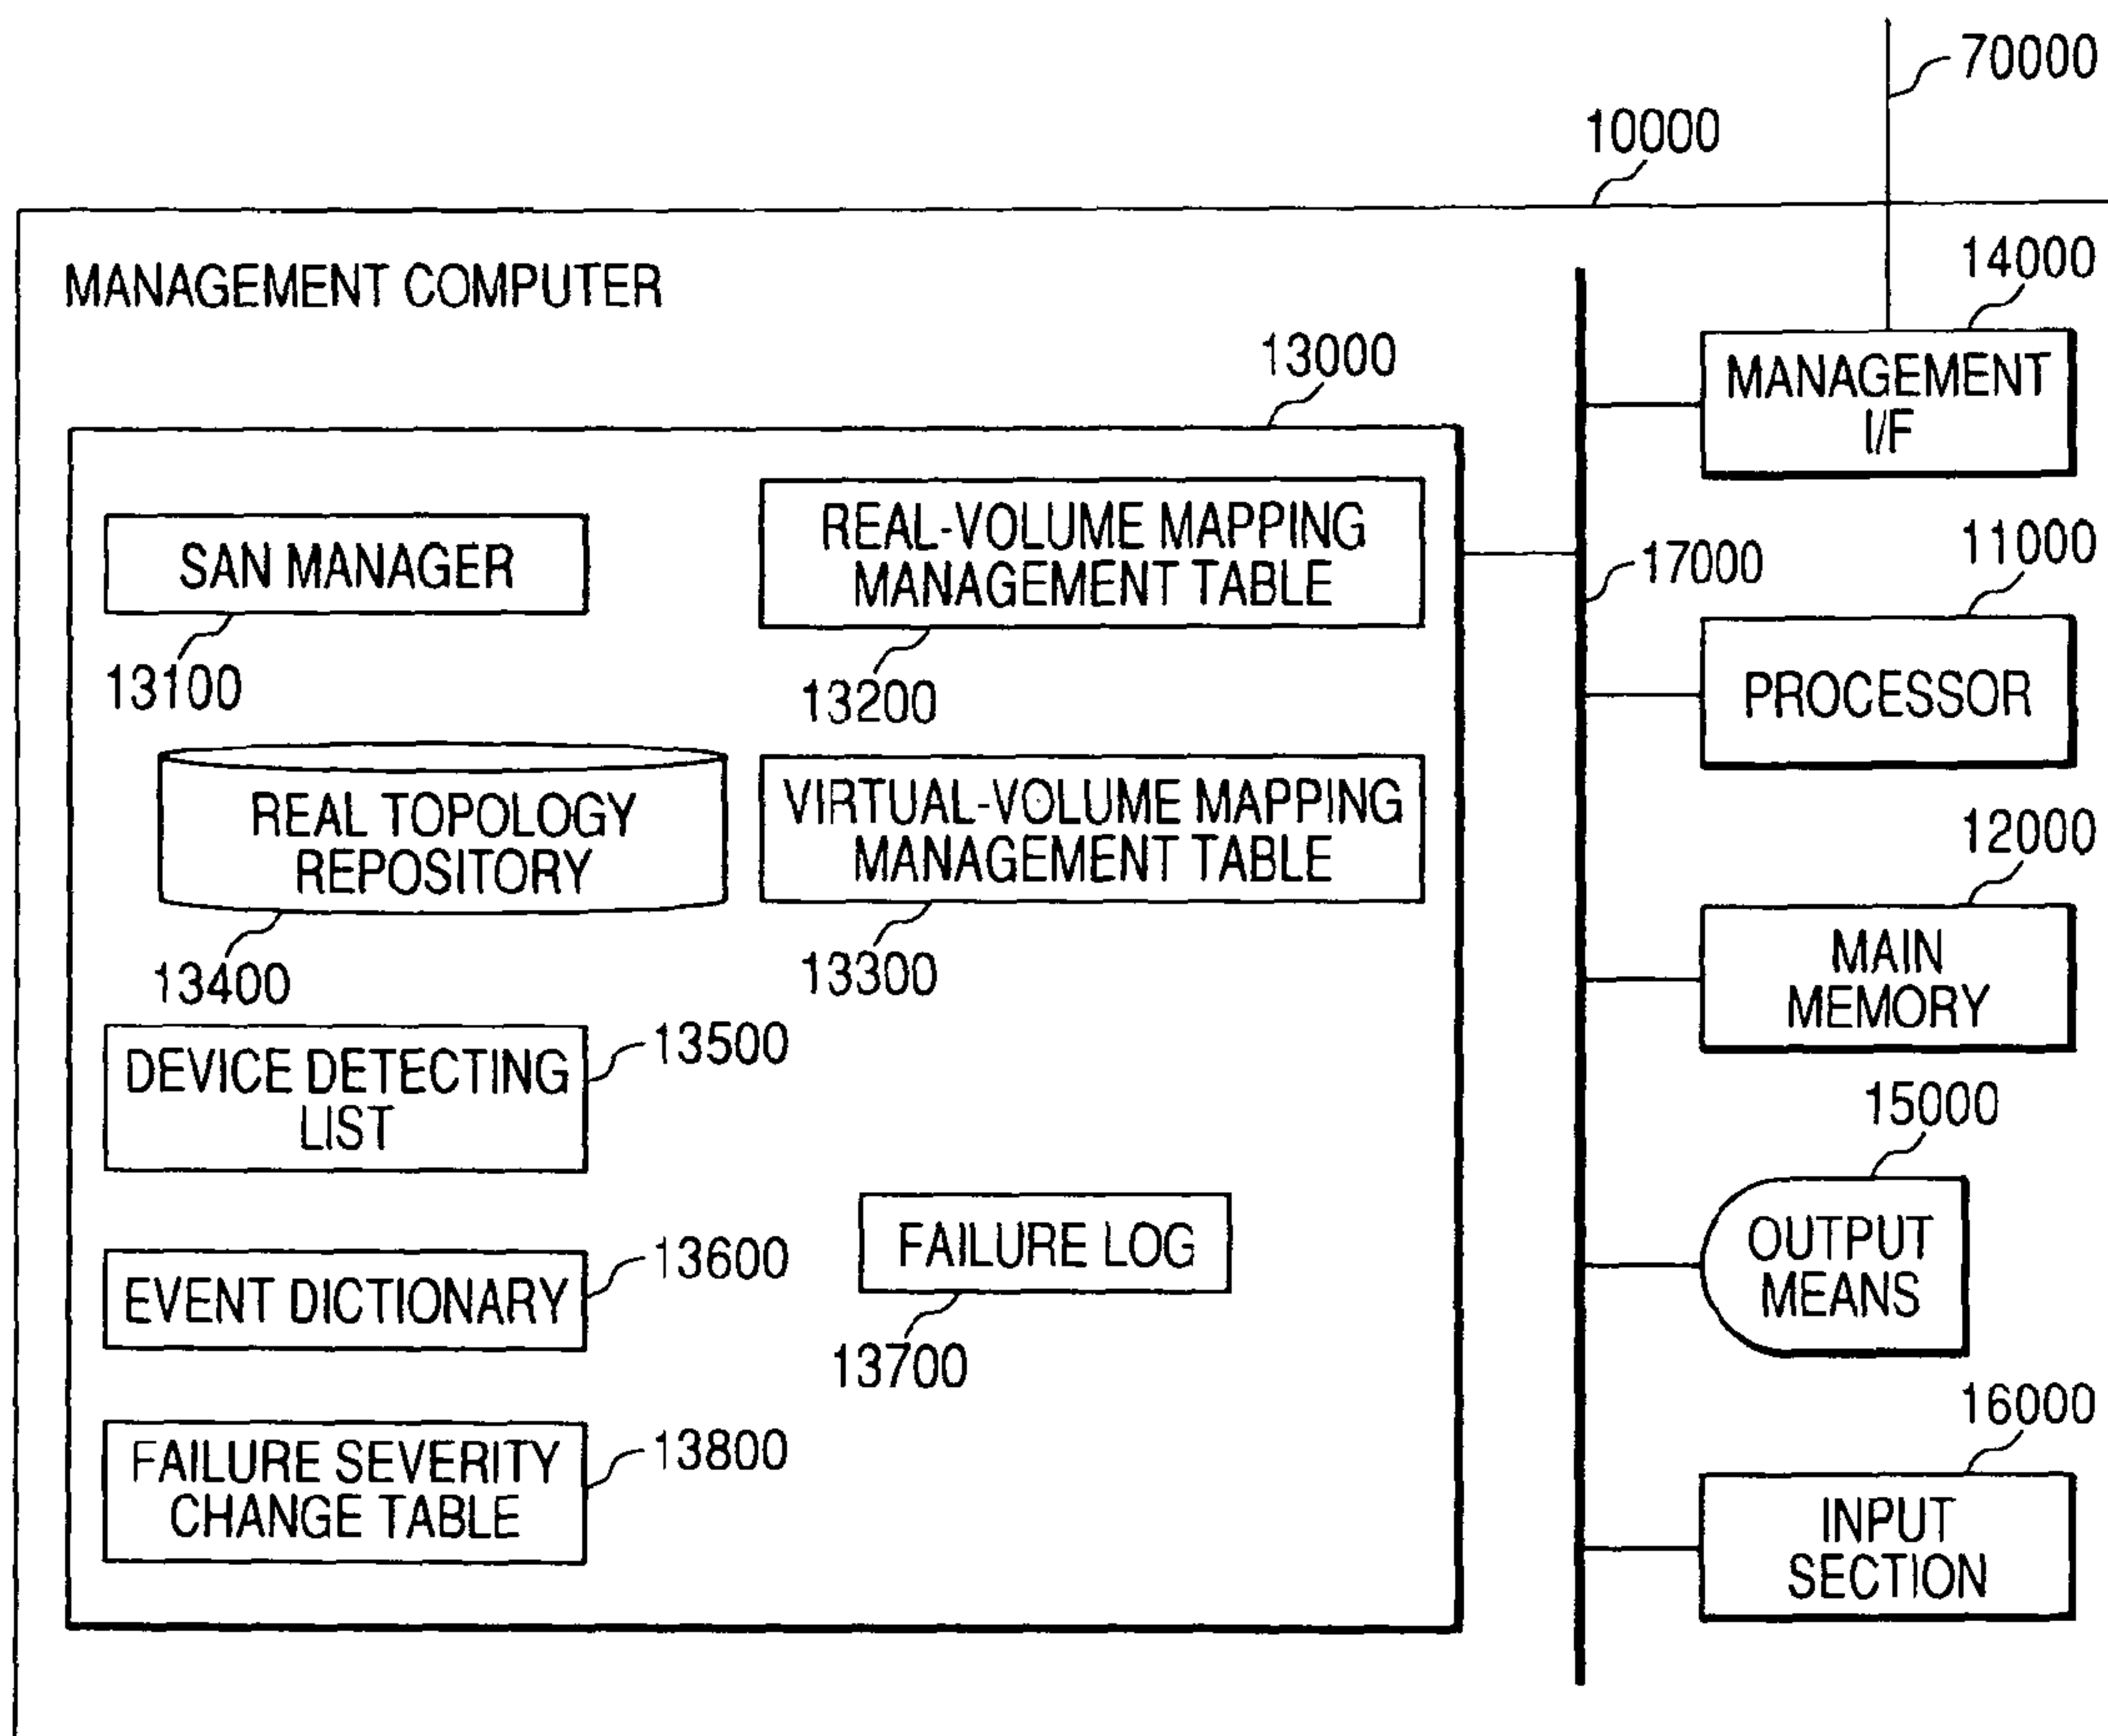 70000
10000
MANAGEMENT COMPUTER
14000
13000
MANAGEMENT
I/F
REAL-VOLUME MAPPING
MANAGEMENT TABLE
SAN MANAGER
17000
11000
13100
13200
PROCESSOR
REAL TOPOLOGY
REPOSITORY
VIRTUAL-VOLUME MAPPING
MANAGEMENT TABLE
12000
13400
13300
MAIN
MEMORY
DEVICE DETECTING
LIST
13500
15000
FAILURE LOG
OUTPUT
MEANS
EVENT DICTIONARY
13600
13700
16000
FAILURE SEVERITY
CHANGE TABLE
13800
INPUT
SECTION